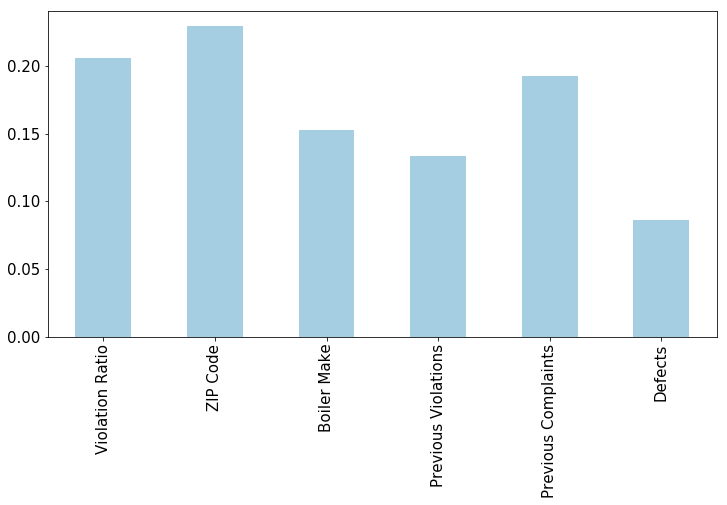 0.20
0.15
0.10
0.05
0.00
Violation Ratio
ZIP Code
Boiler Make
Previous Violations
Previous Complaints
Defects